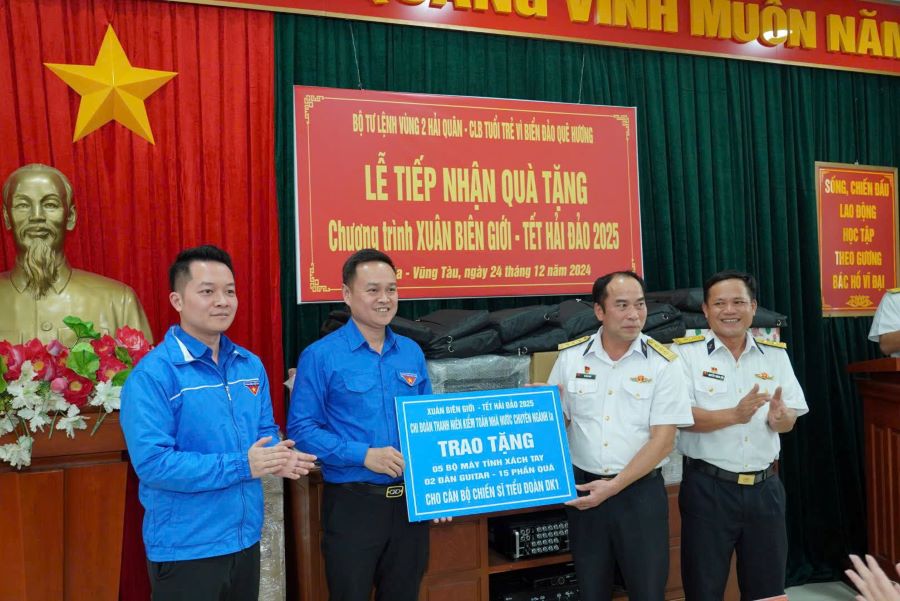 QUANG VINH MUÔN NĂM
BỘ TƯ LỆNH VÙNG 2 HẢI QUÂN - CLB TUỔI TRẺ VÌ BIỂN ĐẢO QUÊ HƯƠNG
LỄ TIẾP NHẬN QUÀ TẶNG
Chương trình XUÂN BIÊN GIỚI - TẾT HẢI ĐẢO 2025
a - Vũng Tàu, ngày 24 tháng 12 năm 2024
SỐNG, CHIẾN ĐẤU
LAO ĐỘNG
HỌC TẬP
THEO GƯƠNG
BÁC HỒ VĨ ĐẠI
XUÂN BIÊN GIỚI - TẾT HẢI ĐẢO 2025
CHI ĐOÀN THANH NIÊN KIỂM TOÁN NHÀ NƯỚC CHUYÊN NGÀNH Ia
TRAO TẶNG
05 BỘ MÁY TÍNH XÁCH TAY
02 ĐÀN GUITAR - 15 PHẦN QUÀ
CHO CÁN BỘ CHIẾN SĨ TIỂU ĐOÀN DK1